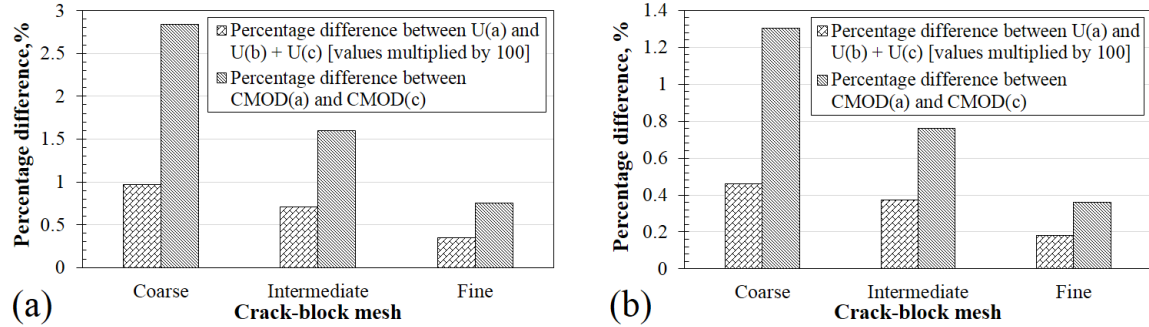 Percentage difference,%
3
2.5
2
1.5
1
0.5
0
Percentage difference between U(a) and
U(b) + U(c) [values multiplied by 100]
Percentage difference between
CMOD(a) and CMOD(c)
Coarse
Intermediate
Fine
Crack-block mesh
(a)
Percentage difference, %
1.4
1.2
1
0.8
0.6
0.4
0.2
0
Percentage difference between U(a) and
U(b) + U(c) [values multiplied by 100]
Percentage difference between
CMOD(a) and CMOD(c)
Coarse
Intermediate
Fine
Crack-block mesh
(b)